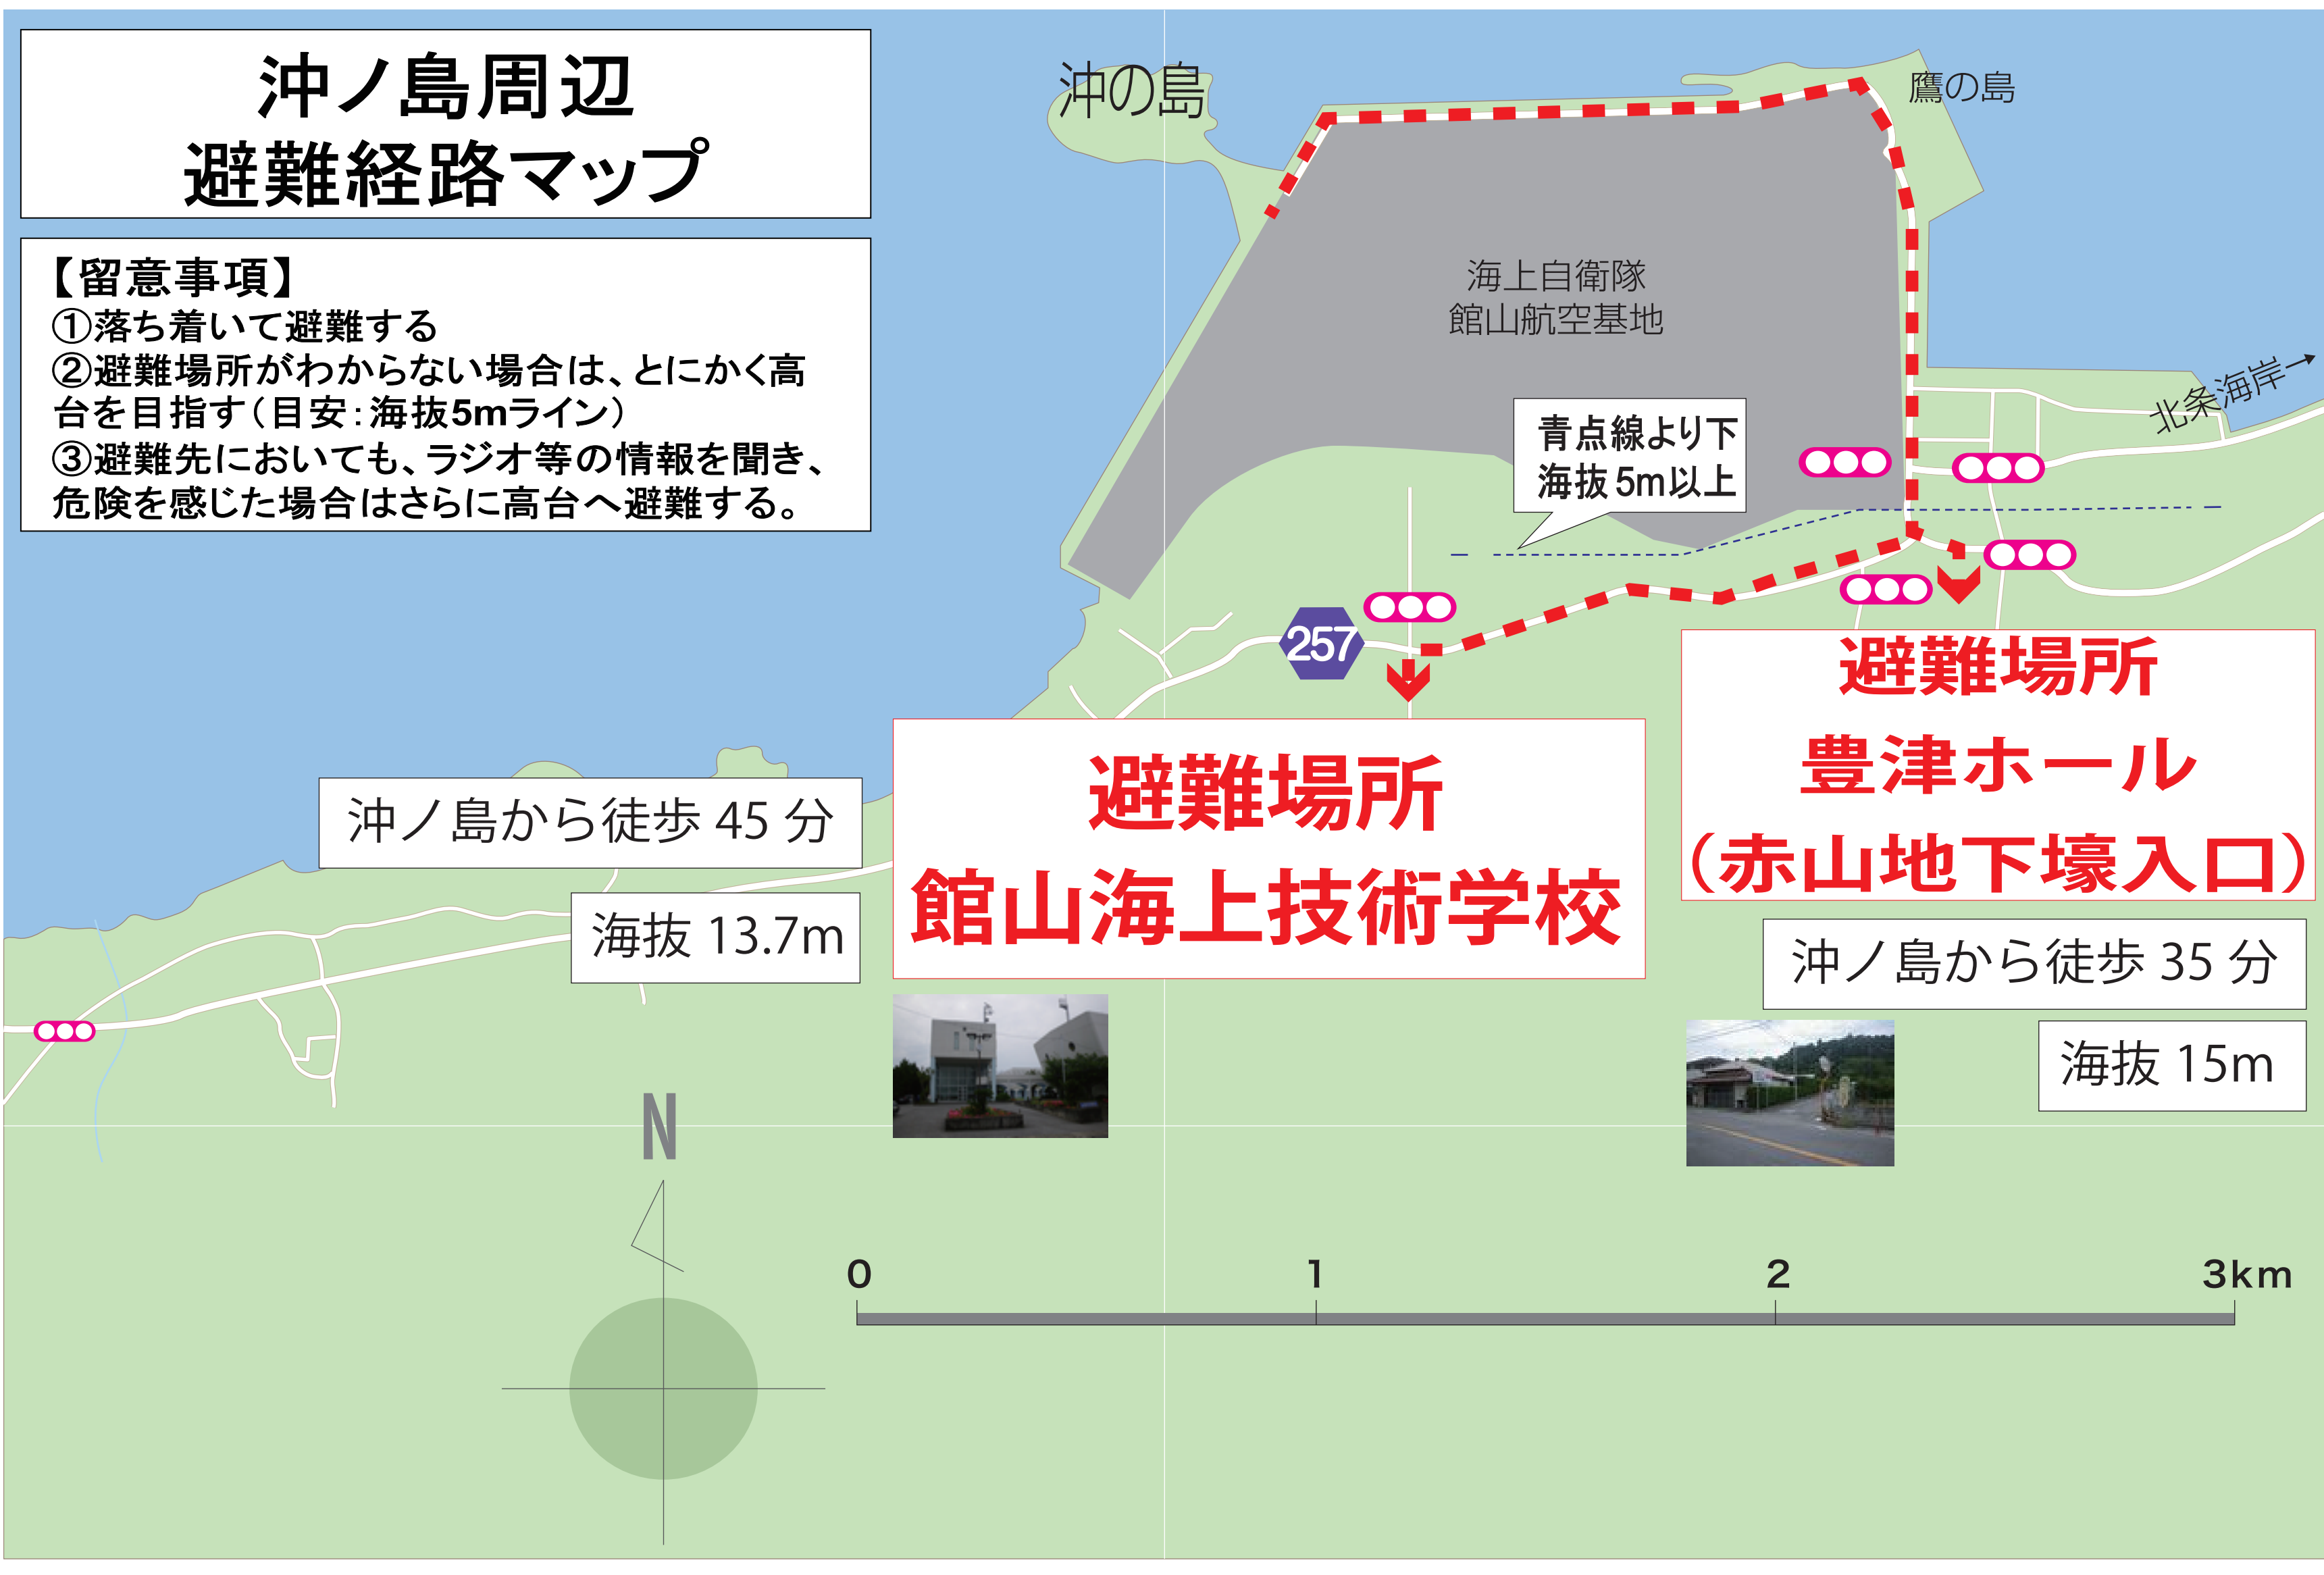 沖ノ島周辺
避難経路マップ
【留意事項】
①落ち着いて避難する
②避難場所がわからない場合は、とにかく高
台を目指す（目安：海抜5mライン）
③避難先においても、ラジオ等の情報を聞き、
危険を感じた場合はさらに高台へ避難する。
沖の島
鷹の島
海上自衛隊
館山航空基地
北条海岸→
青点線より下
海抜5m以上
257
避難場所
館山海上技術学校
沖ノ島から徒歩 45 分
海抜 13.7m
避難場所
豊津ホール
（赤山地下壕入口）
沖ノ島から徒歩 35 分
海抜 15m
N
0 1 2 3km